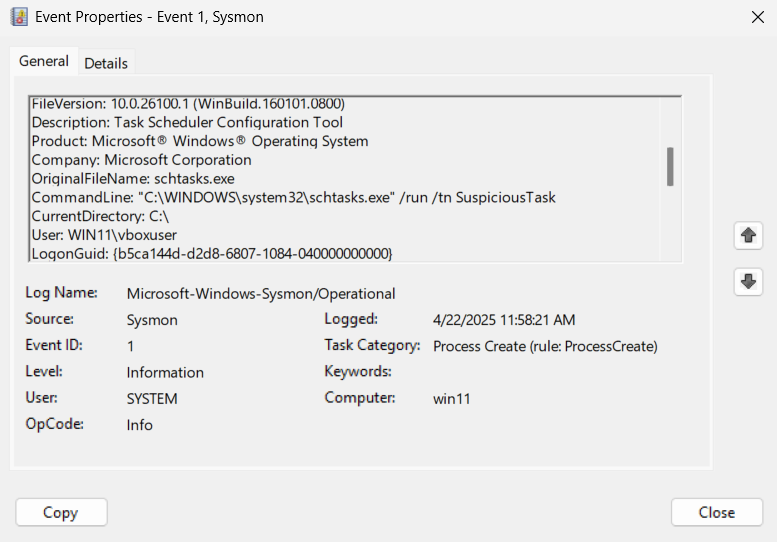 Event Properties - Event 1, Sysmon
General
Details
FileVersion: 10.0.26100.1 (WinBuild.160101.0800)
Description: Task Scheduler Configuration Tool
Product: Microsoft® Windows® Operating System
Company: Microsoft Corporation
OriginalFileName: schtasks.exe
CommandLine: "C:\WINDOWS\system32\schtasks.exe" /run /tn SuspiciousTask
CurrentDirectory: C:\
User: WIN11\vboxuser
LogonGuid: {b5ca144d-d2d8-6807-1084-040000000000}
Log Name: Microsoft-Windows-Sysmon/Operational
Source: Sysmon Logged: 4/22/2025 11:58:21 AM
Event ID: 1 Task Category: Process Create (rule: ProcessCreate)
Level: Information Keywords:
User: SYSTEM Computer: win11
OpCode: Info
Copy
Close